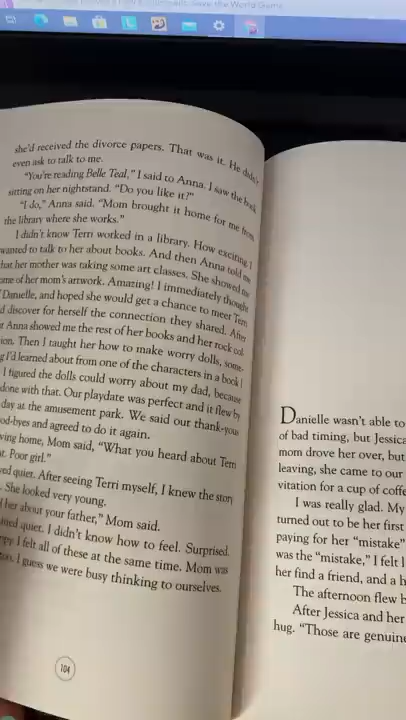 Save the World Game
she'd received the divorce papers. That was it. He didn't
even ask to talk to me.
"You're reading Belle Teal," I said to Anna. I saw the book
sitting on her nightstand. "Do you like it?"
"I do," Anna said. "Mom brought it home for me from
the library where she works."
I didn't know Terri worked in a library. How exciting. I
wanted to talk to her about books. And then Anna told me
that her mother was taking some art classes. She showed me
ome of her mom's artwork. Amazing! I immediately thought
f Danielle, and hoped she would get a chance to meet Terri
d discover for herself the connection they shared. After
t Anna showed me the rest of her books and her rock col-
ion. Then I taught her how to make worry dolls, some-
g I'd learned about from one of the characters in a book I
I figured the dolls could worry about my dad, because
done with that. Our playdate was perfect and it flew by
day at the amusement park. We said our thank-yous
od-byes and agreed to do it again.
ving home, Mom said, "What you heard about Terri
t. Poor girl."
yed quiet. After seeing Terri myself, I knew the story
. She looked very young.
d her about your father," Mom said.
ined quiet. I didn't know how to feel. Surprised.
ppy. I felt all of these at the same time. Mom was
too. I guess we were busy thinking to ourselves.
104
Danielle wasn't able to
of bad timing, but Jessica
mom drove her over, but
leaving, she came to our
vitation for a cup of coffe
I was really glad. My
turned out to be her first
paying for her "mistake"
was the "mistake," I felt l
her find a friend, and a h
The afternoon flew b
After Jessica and her
hug. "Those are genuine